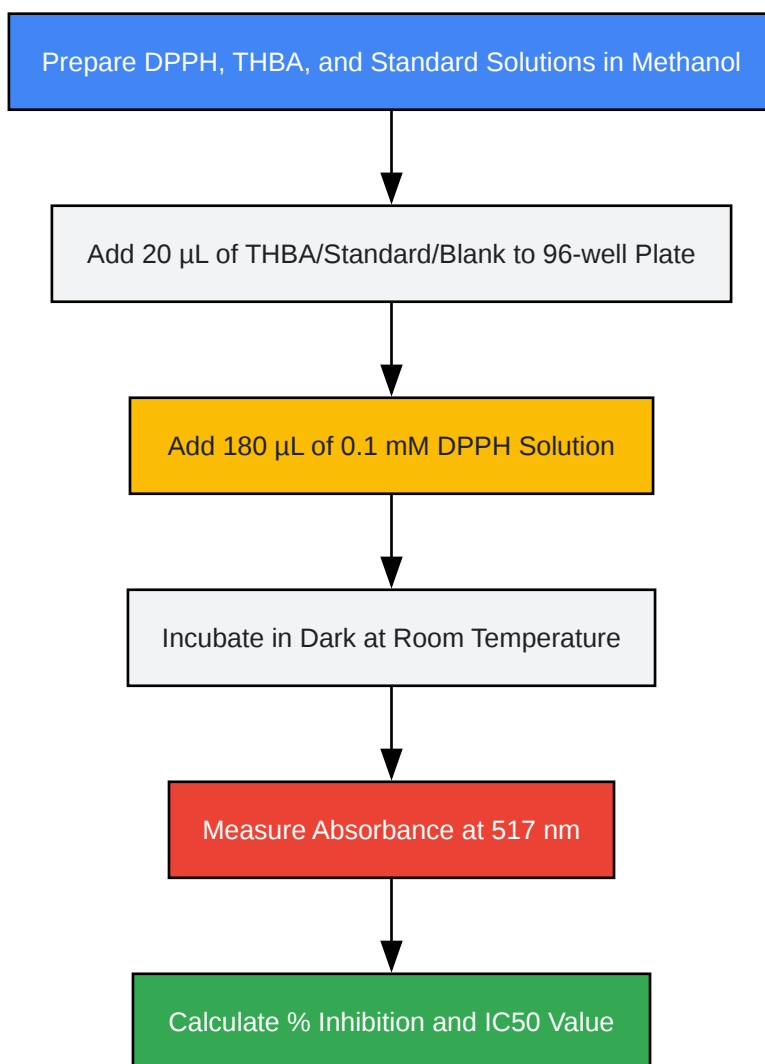 Prepare DPPH, THBA, and Standard Solutions in Methanol
Add 20 µL of THBA/Standard/Blank to 96-well Plate
Add 180 µL of 0.1 mM DPPH Solution
Incubate in Dark at Room Temperature
Measure Absorbance at 517 nm
Calculate % Inhibition and IC50 Value